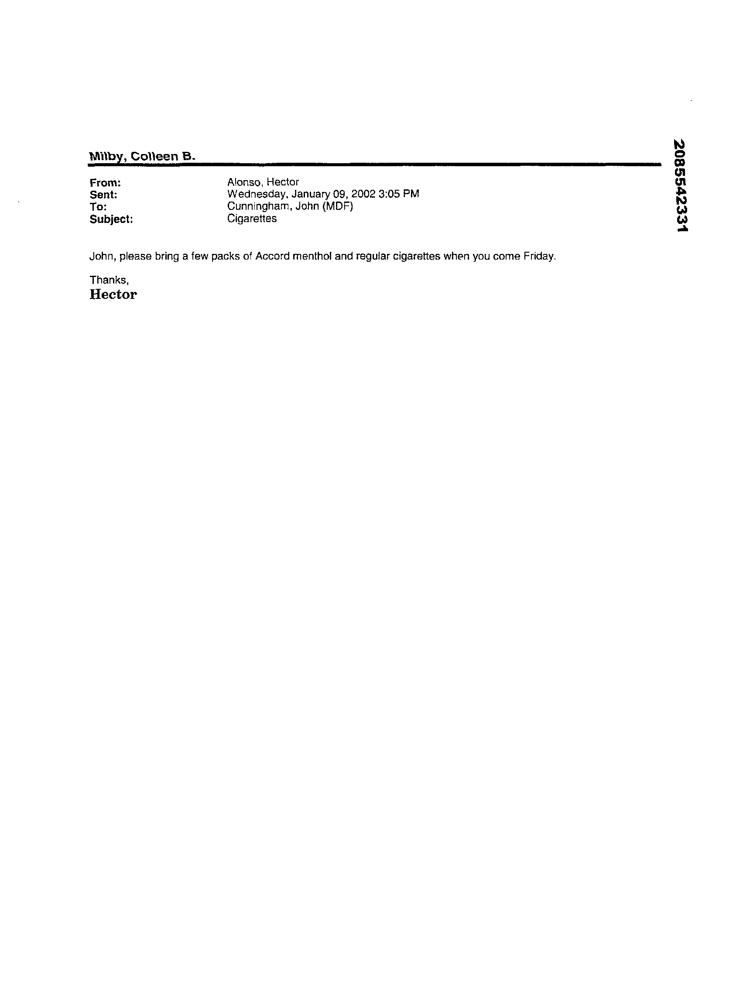 Milby, Colleen B.
From: Alonso, Hector
Sent: Wednesday, January 09, 2002 3:05 PM
To: Cunningham, John (MDF)
Subject: Cigarettes
John, please bring a few packs of Accord menthol and regular cigarettes when you come Friday.
Thanks,
Hector
2085542331